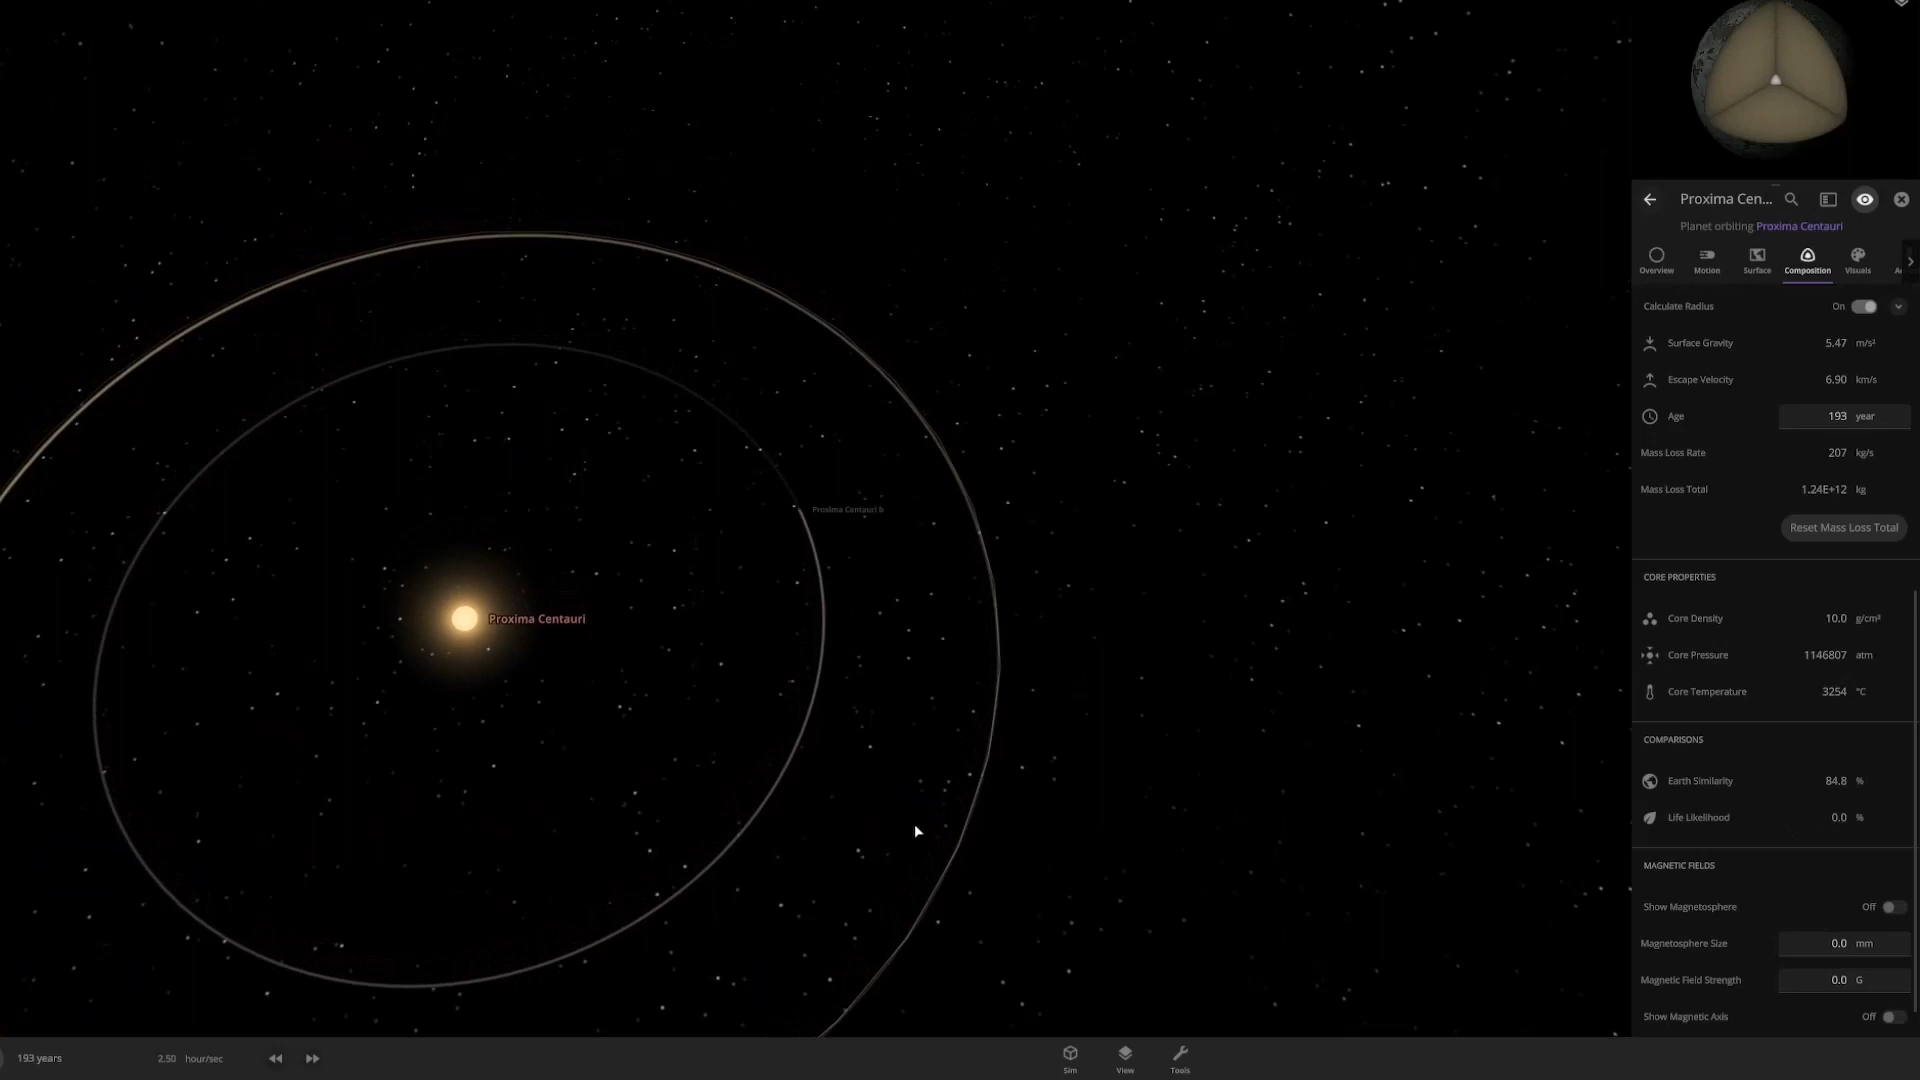 Proxima Centauri b
Proxima Centauri
Proxima Cen...
Planet orbiting Proxima Centauri
Overview Motion Surface Composition Visuals
Calculate Radius On
Surface Gravity 5.47 m/s²
Escape Velocity 6.90 km/s
Age 193 year
Mass Loss Rate 207 kg/s
Mass Loss Total 1.24E+12 kg
Reset Mass Loss Total
CORE PROPERTIES
Core Density 10.0 g/cm³
Core Pressure 1146807 atm
Core Temperature 3254 °C
COMPARISONS
Earth Similarity 84.8 %
Life Likelihood 0.0 %
MAGNETIC FIELDS
Show Magnetosphere Off
Magnetosphere Size 0.0 mm
Magnetic Field Strength 0.0 G
Show Magnetic Axis Off
193 years 2.50 hour/sec
Sim View Tools